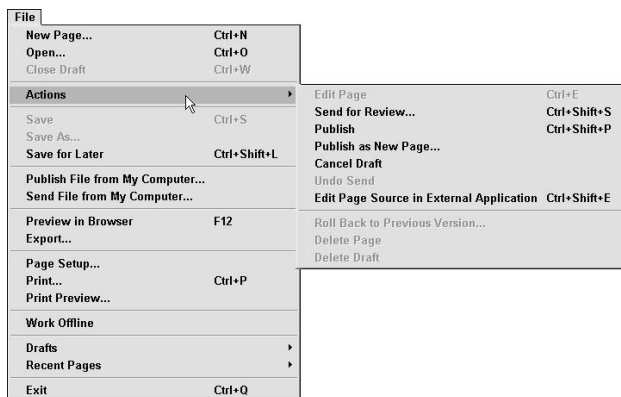 File
New Page... Ctrl+N
Open... Ctrl+O
Close Draft Ctrl+W
Actions
Save Ctrl+S
Save As...
Save for Later Ctrl+Shift+L
Publish File from My Computer...
Send File from My Computer...
Preview in Browser F12
Export...
Page Setup...
Print... Ctrl+P
Print Preview...
Work Offline
Drafts
Recent Pages
Exit Ctrl+Q
Edit Page Ctrl+E
Send for Review... Ctrl+Shift+S
Publish Ctrl+Shift+P
Publish as New Page...
Cancel Draft
Undo Send
Edit Page Source in External Application Ctrl+Shift+E
Roll Back to Previous Version...
Delete Page
Delete Draft